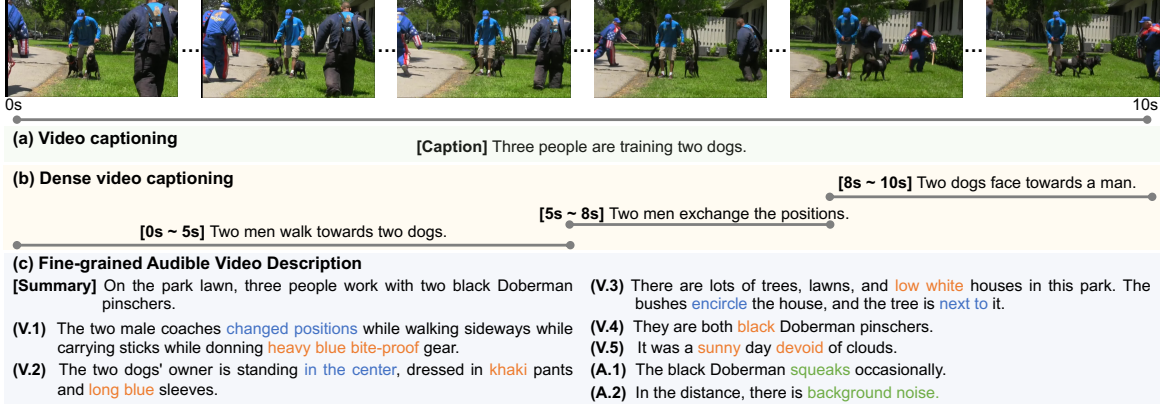 ... ... ... ... ...
0s 10s
(a) Video captioning
[Caption] Three people are training two dogs.
(b) Dense video captioning
[8s ~ 10s] Two dogs face towards a man.
[5s ~ 8s] Two men exchange the positions.
[0s ~ 5s] Two men walk towards two dogs.
(c) Fine-grained Audible Video Description
[Summary] On the park lawn, three people work with two black Doberman
pinschers.
(V.1) The two male coaches changed positions while walking sideways while
carrying sticks while donning heavy blue bite-proof gear.
(V.2) The two dogs' owner is standing in the center, dressed in khaki pants
and long blue sleeves.
(V.3) There are lots of trees, lawns, and low white houses in this park. The
bushes encircle the house, and the tree is next to it.
(V.4) They are both black Doberman pinschers.
(V.5) It was a sunny day devoid of clouds.
(A.1) The black Doberman squeaks occasionally.
(A.2) In the distance, there is background noise.